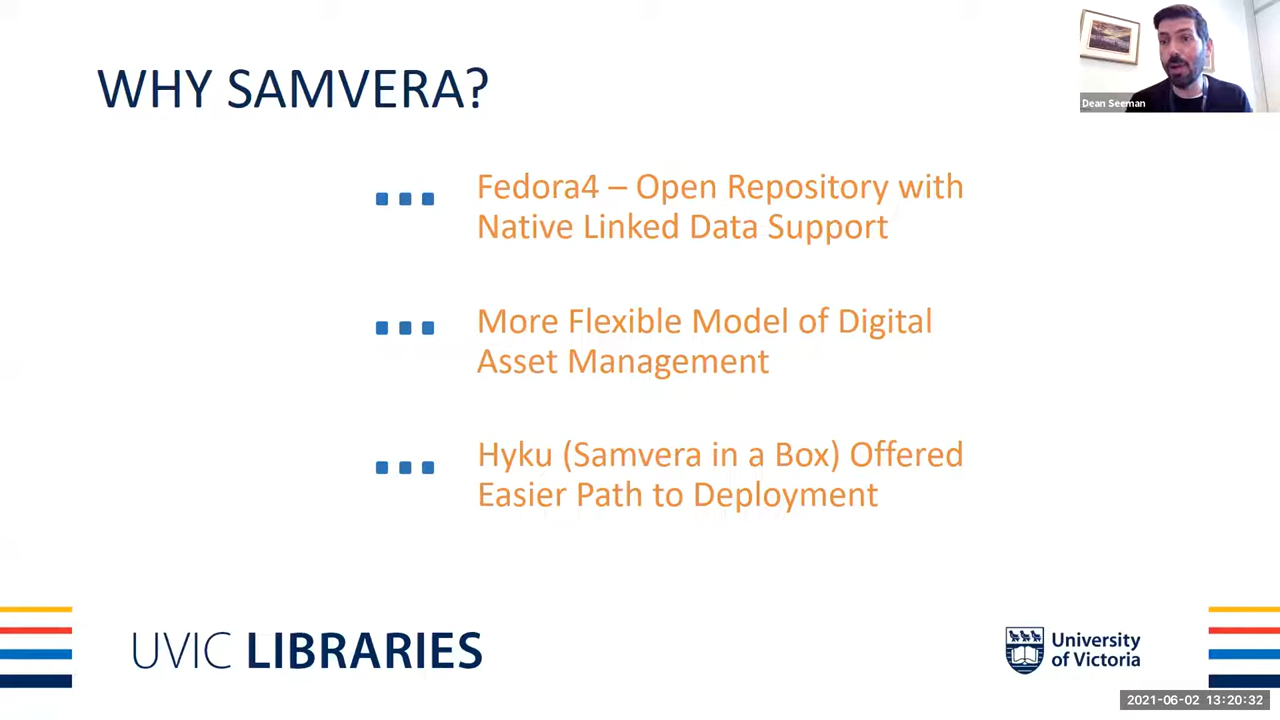 WHY SAMVERA?
Dean Seeman
Fedora4 – Open Repository with
Native Linked Data Support
More Flexible Model of Digital
Asset Management
Hyku (Samvera in a Box) Offered
Easier Path to Deployment
UVIC LIBRARIES
University
of Victoria
2021-06-02 13:20:32